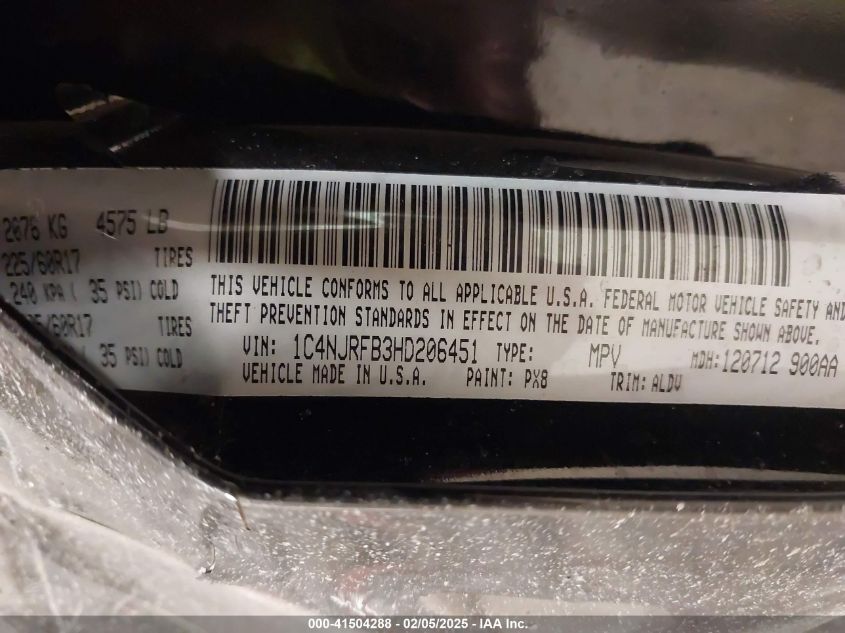 2076 KG 4575 LB
225/60R17 TIRES
240 KPA ( 35 PSI) COLD
/60R17 TIRES
( 35 PSI) COLD
THIS VEHICLE CONFORMS TO ALL APPLICABLE U.S.A. FEDERAL MOTOR VEHICLE SAFETY AND
THEFT PREVENTION STANDARDS IN EFFECT ON THE DATE OF MANUFACTURE SHOWN ABOVE.
VIN: 1C4NJRFB3HD206451 TYPE: MPV MDH:120712 900AA
VEHICLE MADE IN U.S.A. PAINT: PX8 TRIM: ALDV
000-41504288 - 02/05/2025 - IAA Inc.